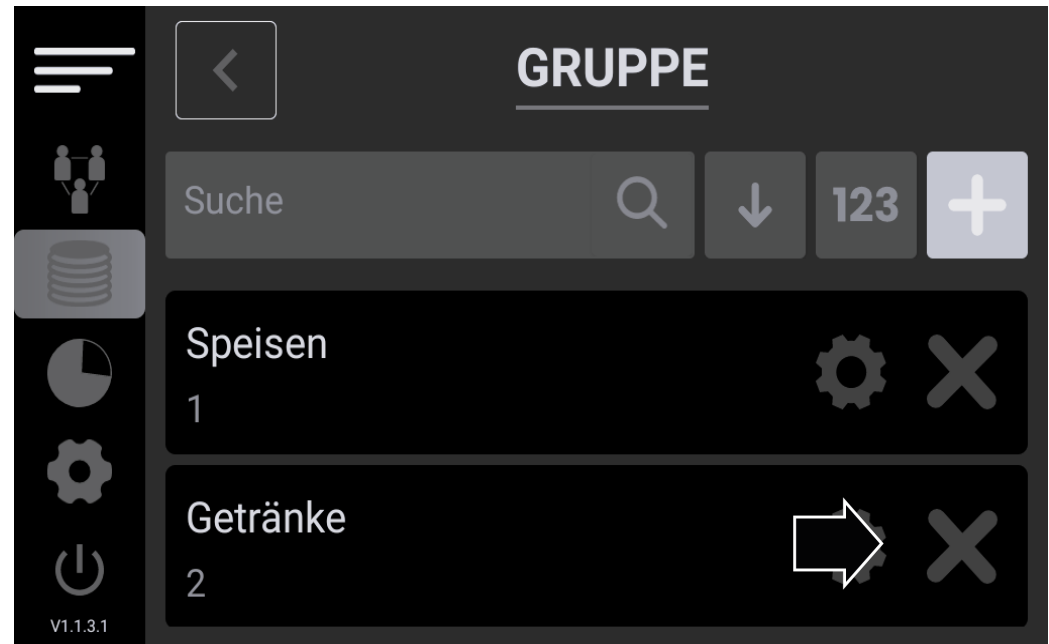 GRUPPE
Suche
123
Speisen
1
Getränke
2
V1.1.3.1